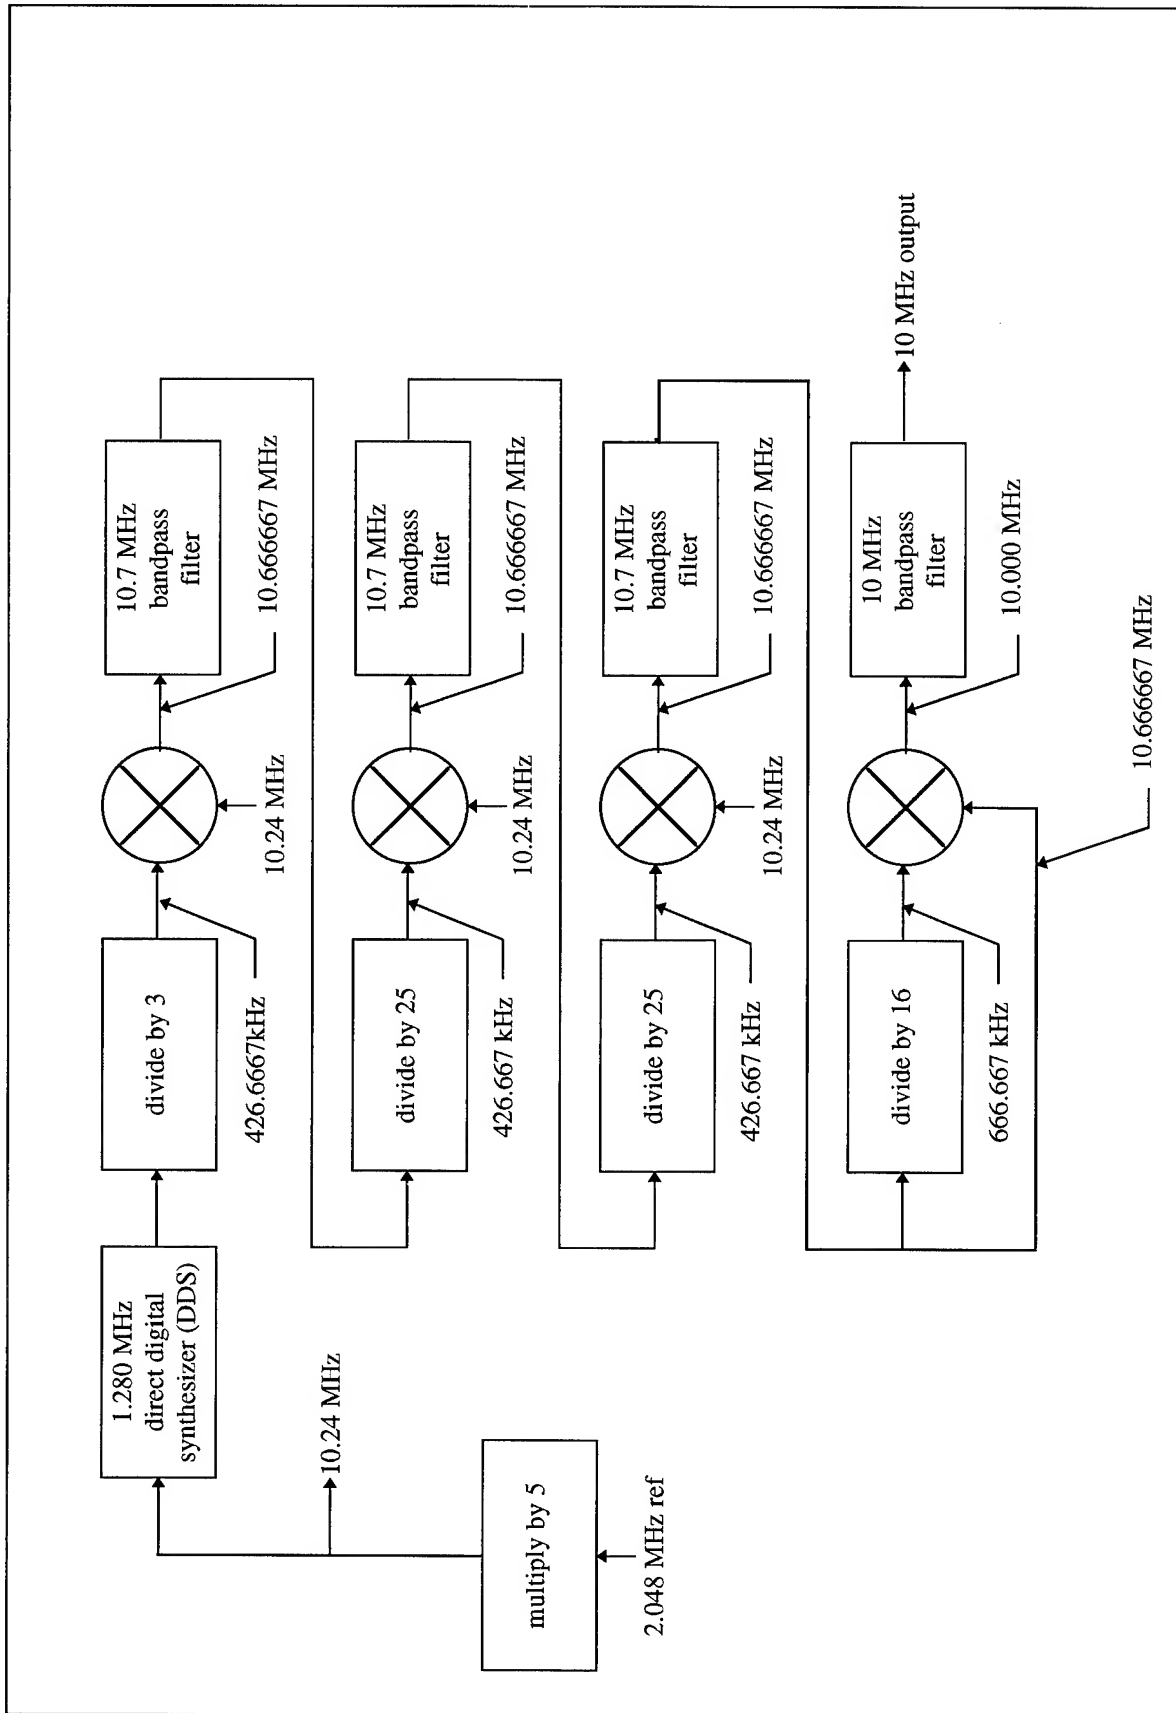 1.280 MHz
direct digital
synthesizer (DDS)
divide by 3
426.6667kHz
10.24 MHz
10.7 MHz
bandpass
filter
10.666667 MHz
divide by 25
426.667 kHz
10.24 MHz
10.7 MHz
bandpass
filter
10.666667 MHz
divide by 25
426.667 kHz
10.24 MHz
10.7 MHz
bandpass
filter
10.666667 MHz
divide by 16
666.667 kHz
10 MHz
bandpass
filter
10.000 MHz
10 MHz output
10.666667 MHz
10.24 MHz
multiply by 5
2.048 MHz ref